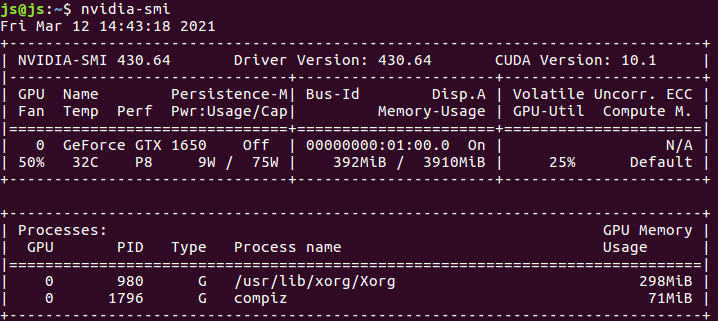 js@js:~$ nvidia-smi
Fri Mar 12 14:43:18 2021
+-----------------------------------------------------------------------------+
| NVIDIA-SMI 430.64       Driver Version: 430.64       CUDA Version: 10.1     |
|-------------------------------+----------------------+----------------------+
| GPU  Name        Persistence-M| Bus-Id        Disp.A | Volatile Uncorr. ECC |
| Fan  Temp  Perf  Pwr:Usage/Cap|         Memory-Usage | GPU-Util  Compute M. |
|===============================+======================+======================|
|   0  GeForce GTX 1650    Off  | 00000000:01:00.0  On |                  N/A |
| 50%   32C    P8     9W /  75W |    392MiB /  3910MiB |     25%      Default |
+-------------------------------+----------------------+----------------------+

+-----------------------------------------------------------------------------+
| Processes:                                                       GPU Memory |
|  GPU       PID   Type   Process name                             Usage      |
|=============================================================================|
|    0       980      G   /usr/lib/xorg/Xorg                           298MiB |
|    0      1796      G   compiz                                        71MiB |
+-----------------------------------------------------------------------------+